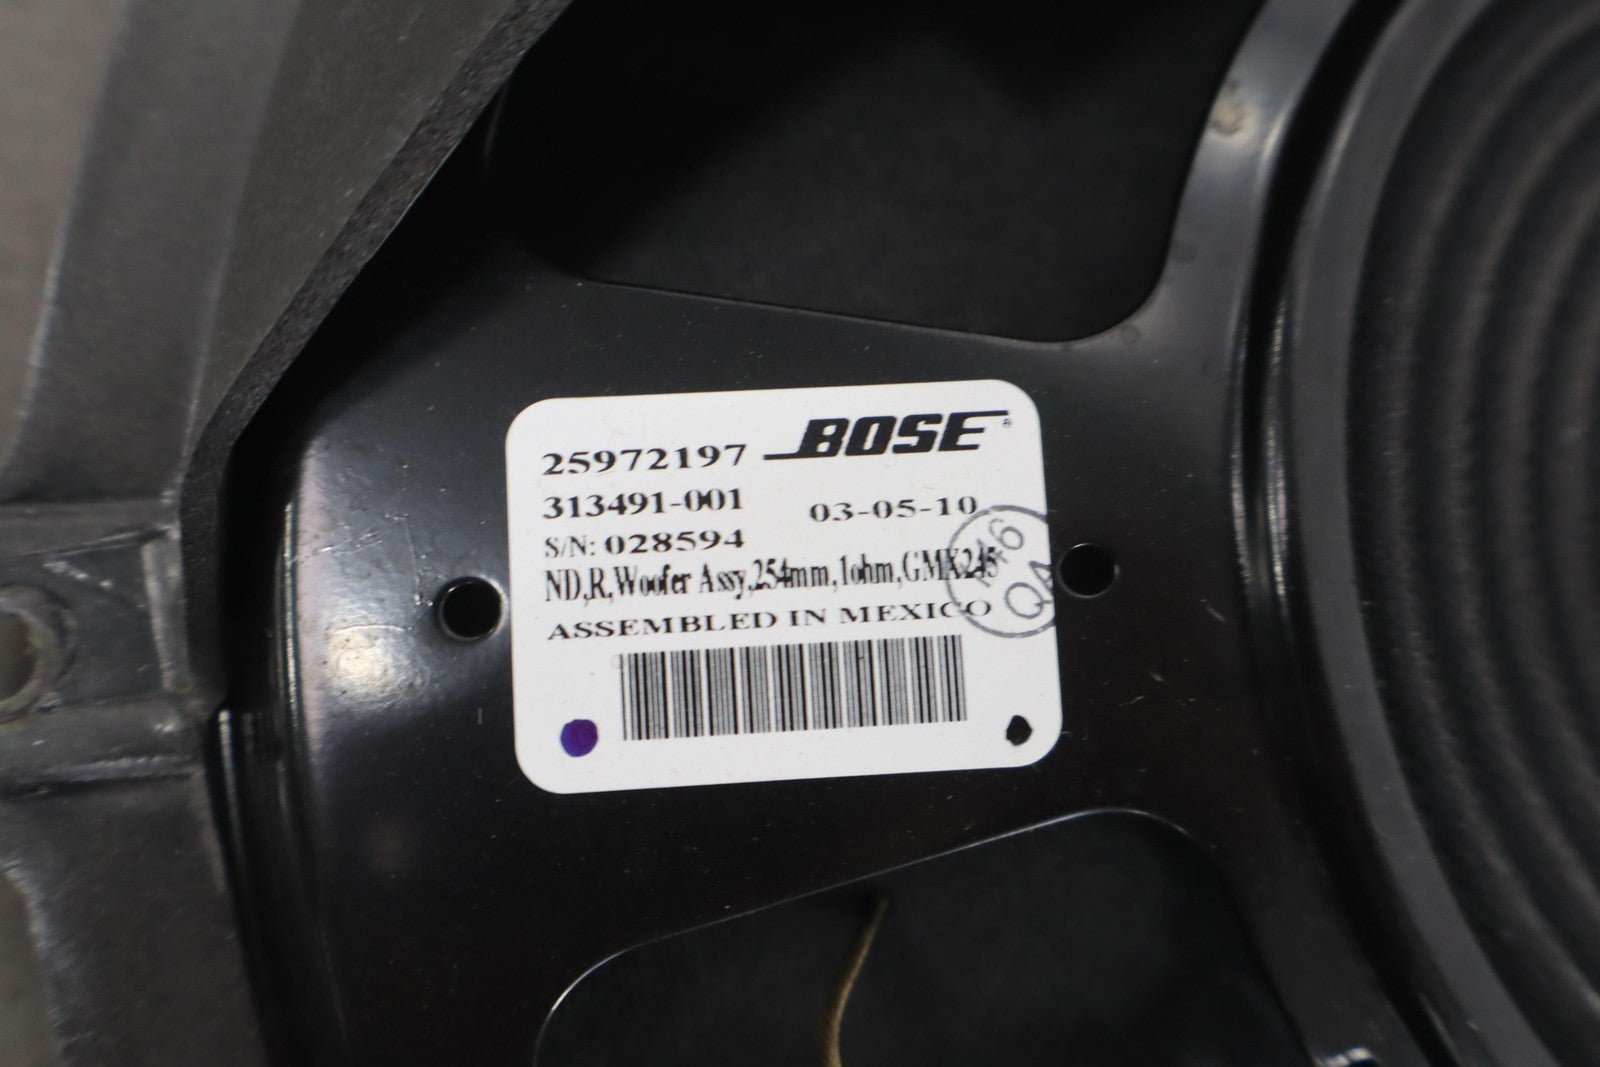 25972197 BOSE®
313491-001 03-05-10
S/N: 028594
ND,R,Woofer Assy,254mm,1ohm,GMX245
ASSEMBLED IN MEXICO
QA